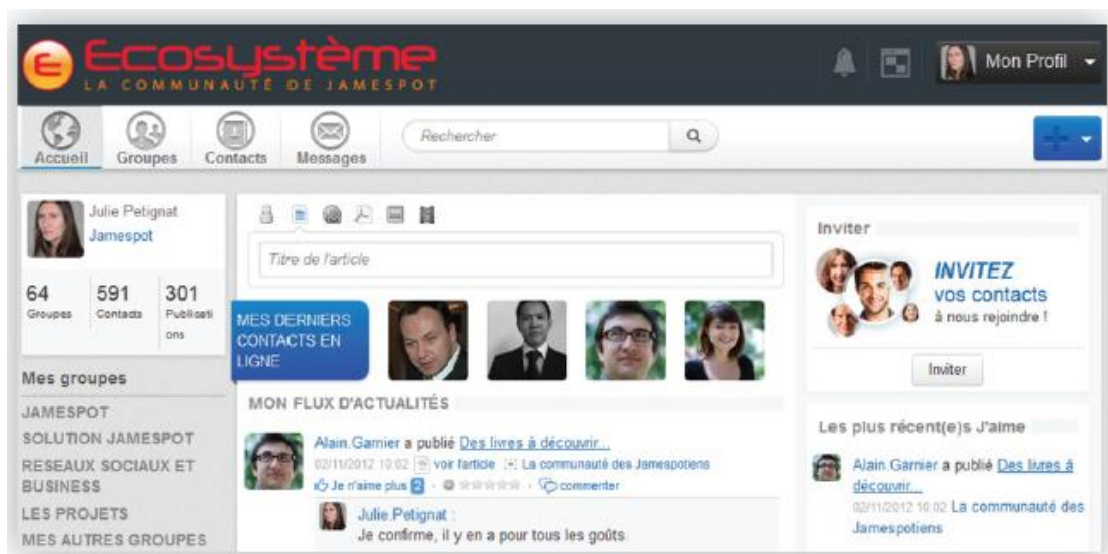 Ecosystème
LA COMMUNAUTÉ DE JAMESPOT
Mon Profil
Accueil
Groupes
Contacts
Messages
Rechercher
Julie Petignat
Jamespot
64
Groupes
591
Contacts
301
Publicati
ons
Mes groupes
JAMESPOT
SOLUTION JAMESPOT
RESEAUX SOCIAUX ET
BUSINESS
LES PROJETS
MES AUTRES GROUPES
Titre de l'article
MES DERNIERS
CONTACTS EN
LIGNE
MON FLUX D'ACTUALITÉS
Alain.Garnier a publié Des livres à découvrir...
02/11/2012 10:02 voir l'article La communauté des Jamespotiens
Je n'aime plus 2 · · commenter
Julie.Petignat :
Je confirme, il y en a pour tous les goûts.
Inviter
INVITEZ
vos contacts
à nous rejoindre !
Inviter
Les plus récent(e)s J'aime
Alain.Garnier a publié Des livres à
découvrir...
02/11/2012 10:02 La communauté des
Jamespotiens